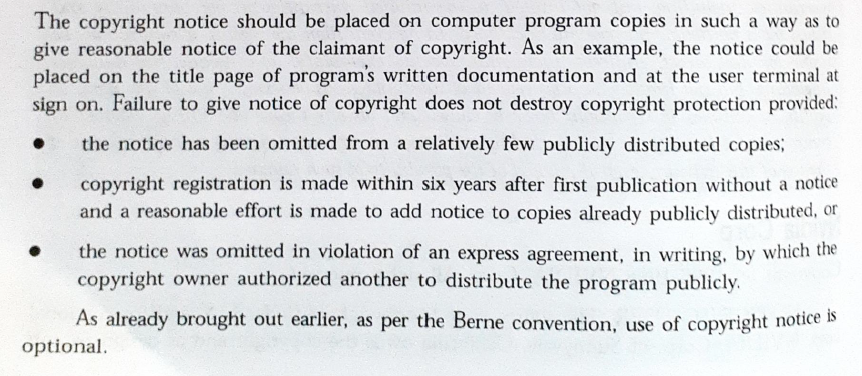 The copyright notice should be placed on computer program copies in such a way as to
give reasonable notice of the claimant of copyright. As an example, the notice could be
placed on the title page of program's written documentation and at the user terminal at
sign on. Failure to give notice of copyright does not destroy copyright protection provided:
● the notice has been omitted from a relatively few publicly distributed copies;
● copyright registration is made within six years after first publication without a notice
and a reasonable effort is made to add notice to copies already publicly distributed, or
● the notice was omitted in violation of an express agreement, in writing, by which the
copyright owner authorized another to distribute the program publicly.
As already brought out earlier, as per the Berne convention, use of copyright notice is
optional.